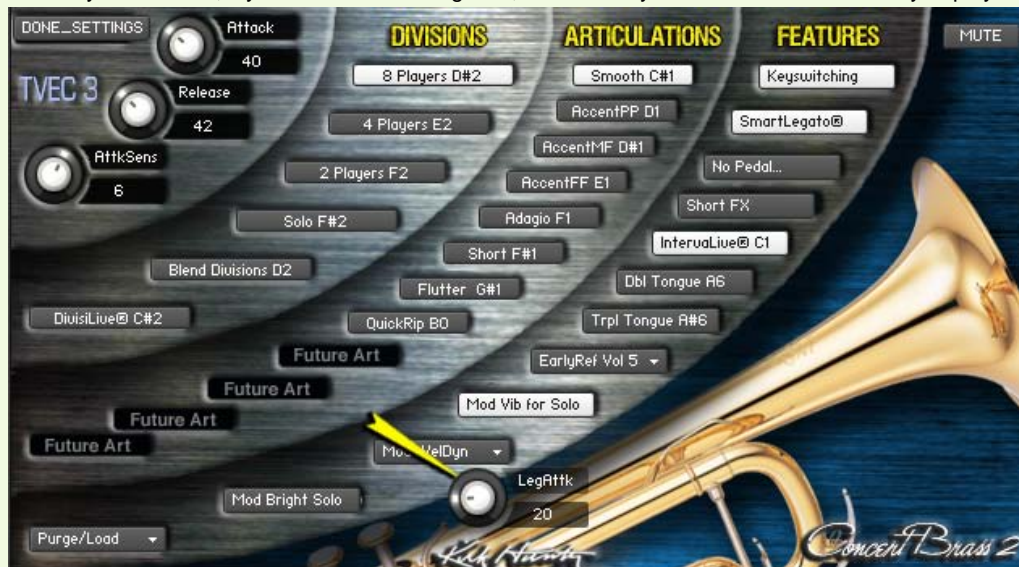 DONE_SETTINGS
Attack
40
TVEC 3
Release
42
AttkSens
6
DIVISIONS
8 Players D#2
4 Players E2
2 Players F2
Solo F#2
Blend Divisions D2
DivisiLive® C#2
Future Art
Future Art
Future Art
Future Art
ARTICULATIONS
Smooth C#1
AccentPP D1
AccentMF D#1
AccentFF E1
Adagio F1
Short F#1
Flutter G#1
QuickRip B0
FEATURES
Keyswitching
SmartLegato®
No Pedal...
Short FX
IntervaLive® C1
Dbl Tongue A6
Trpl Tongue A#6
EarlyRef Vol 5
Mod Vib for Solo
Mod Bright Solo
LegAttk
20
Purge/Load
MUTE
Kirk Hunter
Concert Brass 2